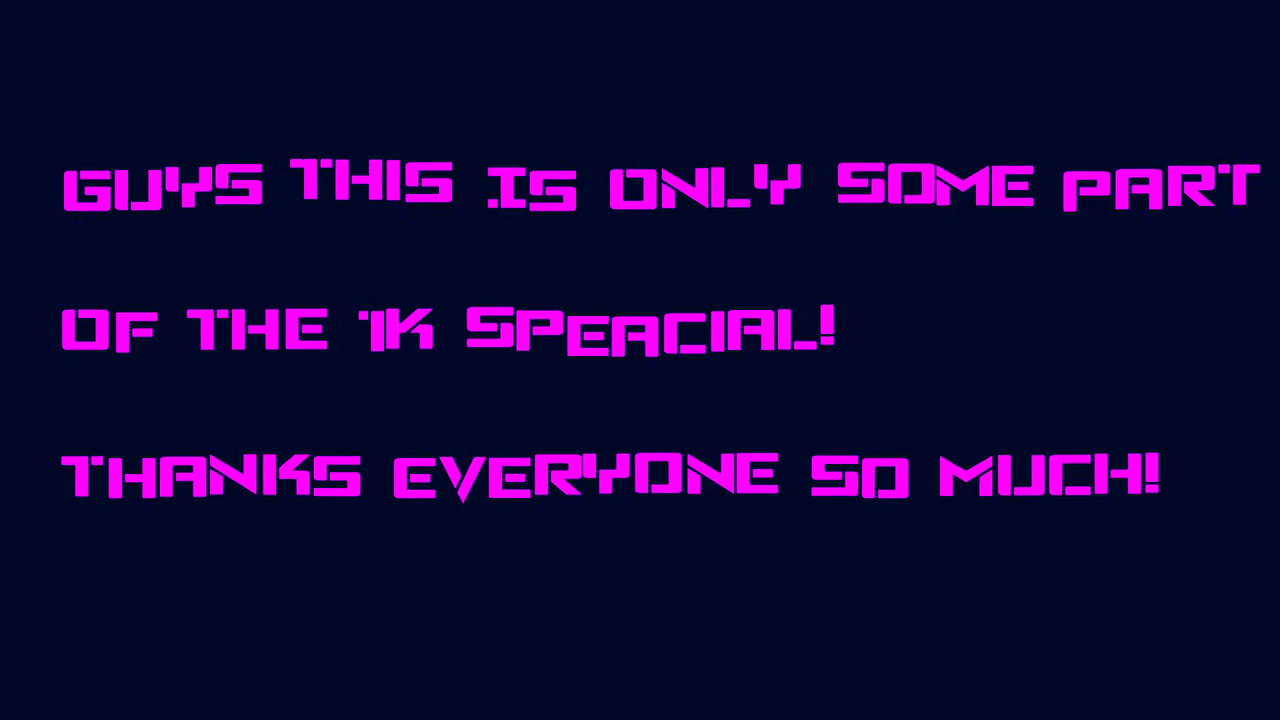 GUYS THIS IS ONLY SOME PART
OF THE 1K SPEACIAL!
THANKS EVERYONE SO MUCH!